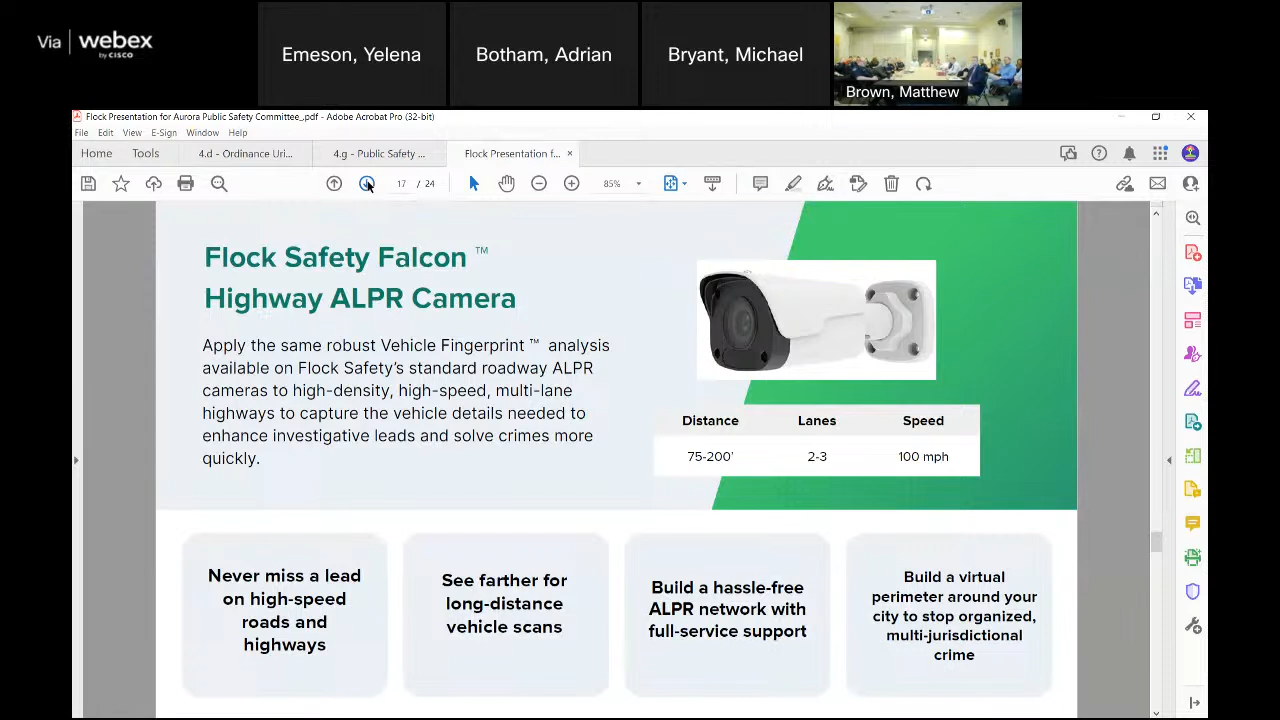 Via | webex
by CISCO
Emeson, Yelena
Botham, Adrian
Bryant, Michael
Brown, Matthew
Flock Presentation for Aurora Public Safety Committee_.pdf - Adobe Acrobat Pro (32-bit)
File Edit View E-Sign Window Help
Home Tools 4.d - Ordinance Uri... 4.g - Public Safety ... Flock Presentation f... ×
17 / 24 85%
Flock Safety Falcon ™
Highway ALPR Camera
Apply the same robust Vehicle Fingerprint ™ analysis
available on Flock Safety's standard roadway ALPR
cameras to high-density, high-speed, multi-lane
highways to capture the vehicle details needed to
enhance investigative leads and solve crimes more
quickly.
Distance Lanes Speed
75-200' 2-3 100 mph
Never miss a lead
on high-speed
roads and
highways
See farther for
long-distance
vehicle scans
Build a hassle-free
ALPR network with
full-service support
Build a virtual
perimeter around your
city to stop organized,
multi-jurisdictional
crime